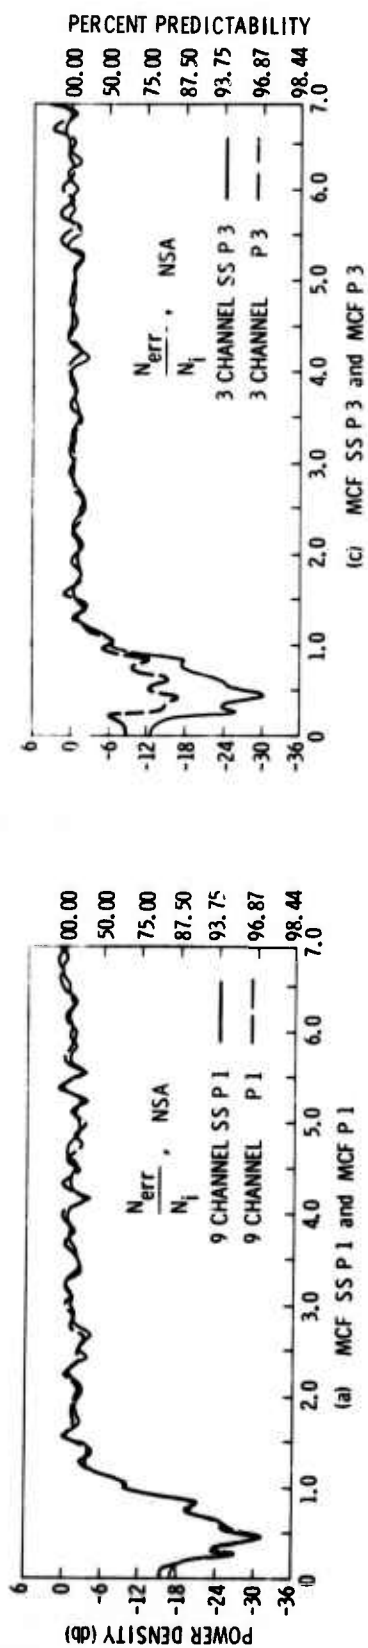 POWER DENSITY (db)
6
0
-6
-12
-18
-24
-30
-36
00.00
50.00
75.00
87.50
93.75
96.87
98.44
N_err / N_i , NSA
9 CHANNEL SS P 1
9 CHANNEL P 1
0 1.0 2.0 3.0 4.0 5.0 6.0 7.0
(a) MCF SS P 1 and MCF P 1
6
0
-6
-12
-18
-24
-30
-36
PERCENT PREDICTABILITY
00.00
50.00
75.00
87.50
93.75
96.87
98.44
N_err / N_i , NSA
3 CHANNEL SS P 3
3 CHANNEL P 3
0 1.0 2.0 3.0 4.0 5.0 6.0 7.0
(c) MCF SS P 3 and MCF P 3